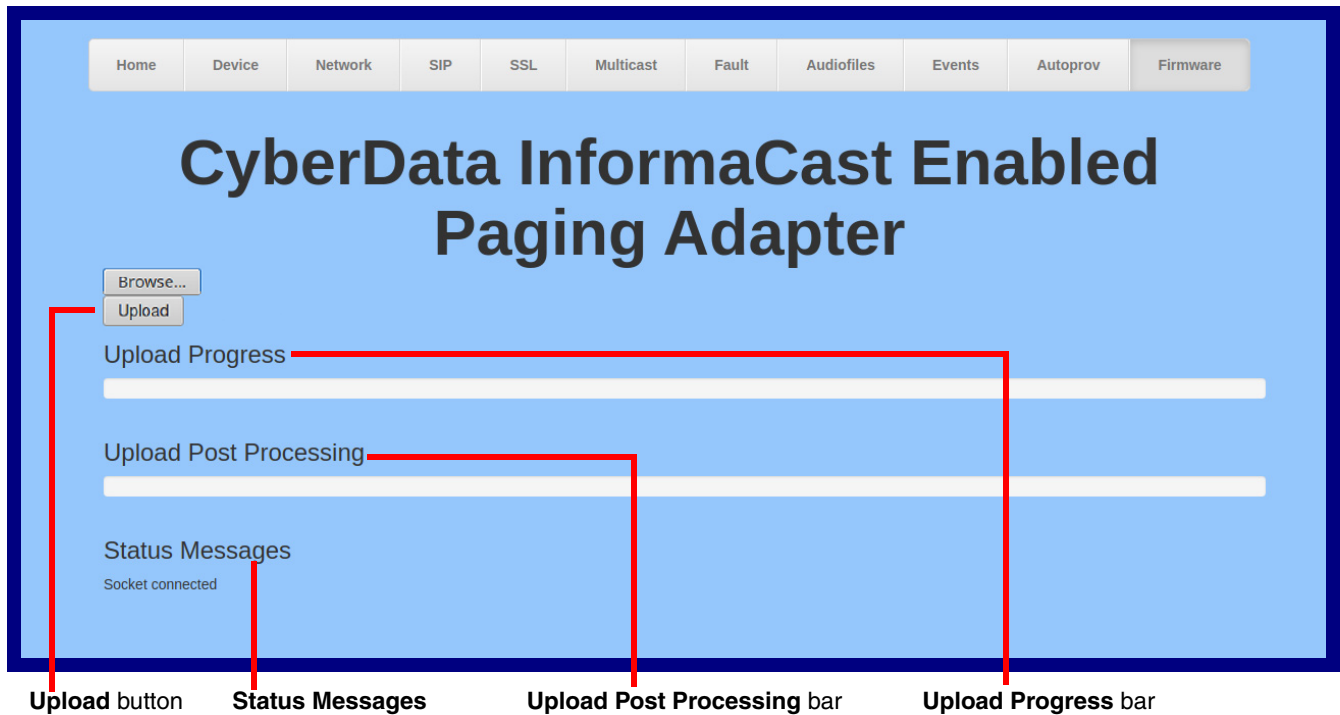 Home Device Network SIP SSL Multicast Fault Audiofiles Events Autoprov Firmware
CyberData InformaCast Enabled
Paging Adapter
Browse...
Upload
Upload Progress
Upload Post Processing
Status Messages
Socket connected
Upload button Status Messages Upload Post Processing bar Upload Progress bar